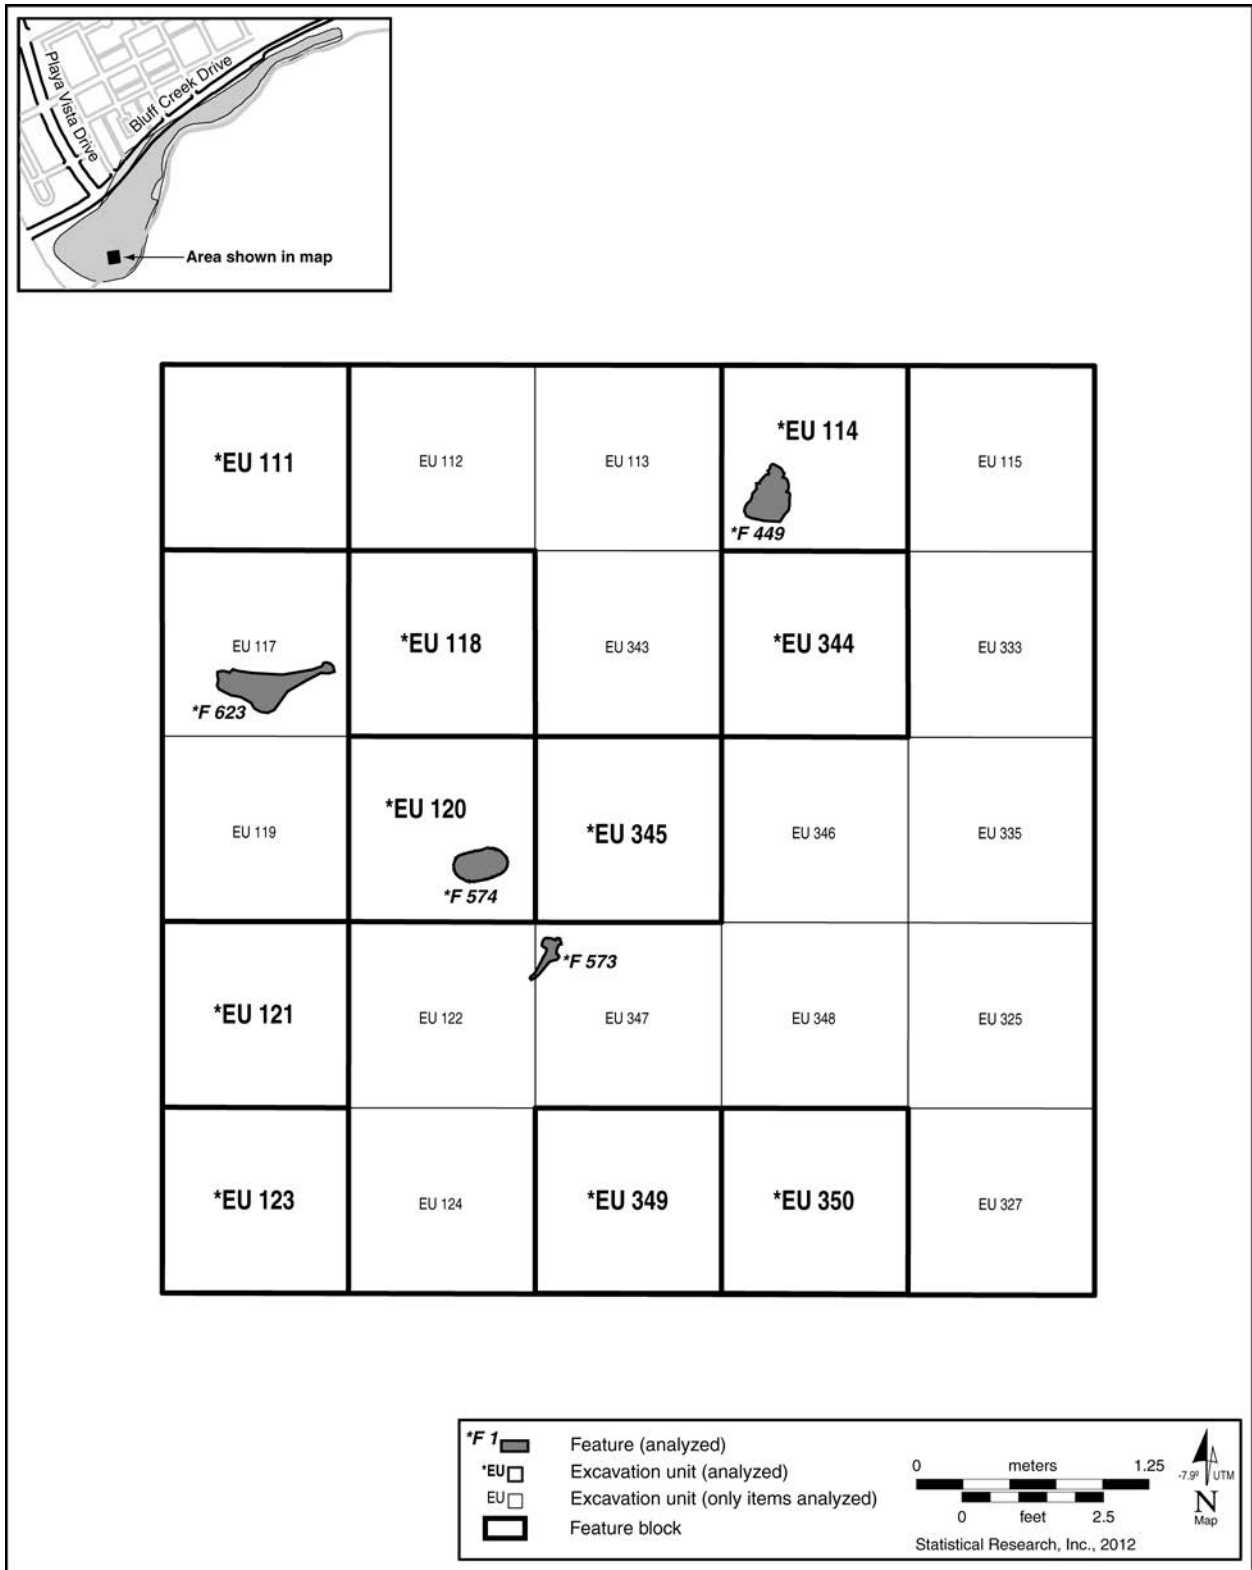 Playa Vista Drive
Bluff Creek Drive
Area shown in map
*EU 111
EU 112
EU 113
*EU 114
EU 115
*F 449
EU 117
*EU 118
EU 343
*EU 344
EU 333
*F 623
EU 119
*EU 120
*EU 345
EU 346
EU 335
*F 574
*F 573
*EU 121
EU 122
EU 347
EU 348
EU 325
*EU 123
EU 124
*EU 349
*EU 350
EU 327
*F 1
Feature (analyzed)
*EU
Excavation unit (analyzed)
EU
Excavation unit (only items analyzed)
Feature block
0 meters 1.25
0 feet 2.5
Statistical Research, Inc., 2012
-7.9º UTM
N
Map